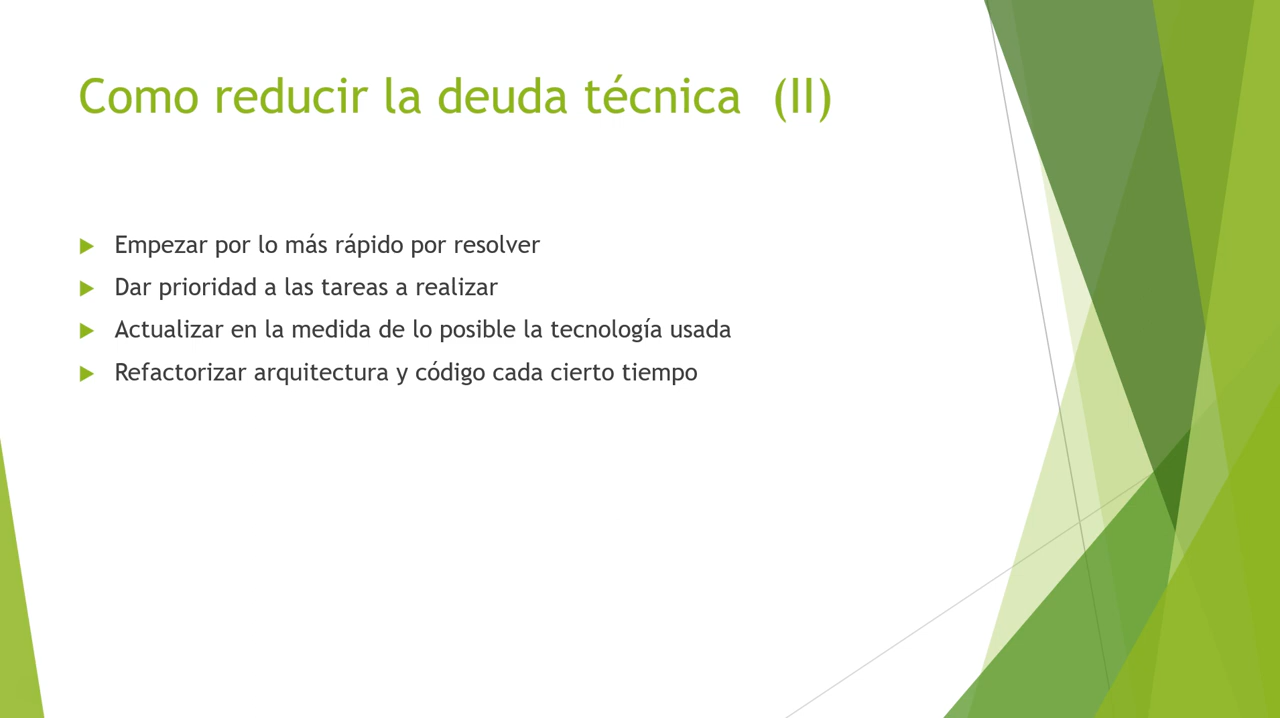 Como reducir la deuda técnica (II)
Empezar por lo más rápido por resolver
Dar prioridad a las tareas a realizar
Actualizar en la medida de lo posible la tecnología usada
Refactorizar arquitectura y código cada cierto tiempo